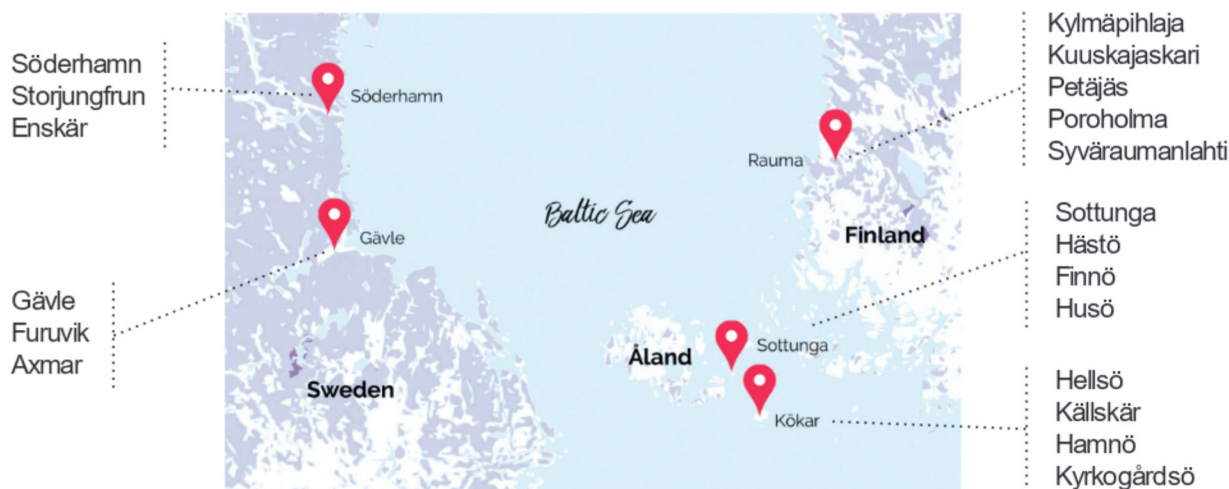 Söderhamn
Storjungfrun
Enskär
Gävle
Furuvik
Axmar
Söderhamn
Gävle
Sweden
Baltic Sea
Rauma
Finland
Åland
Sottunga
Kökar
Kylmäpihlaja
Kuuskajaskari
Petäjäs
Poroholma
Syväraumanlahti
Sottunga
Hästö
Finnö
Husö
Hellsö
Källskär
Hamnö
Kyrkogårdsö